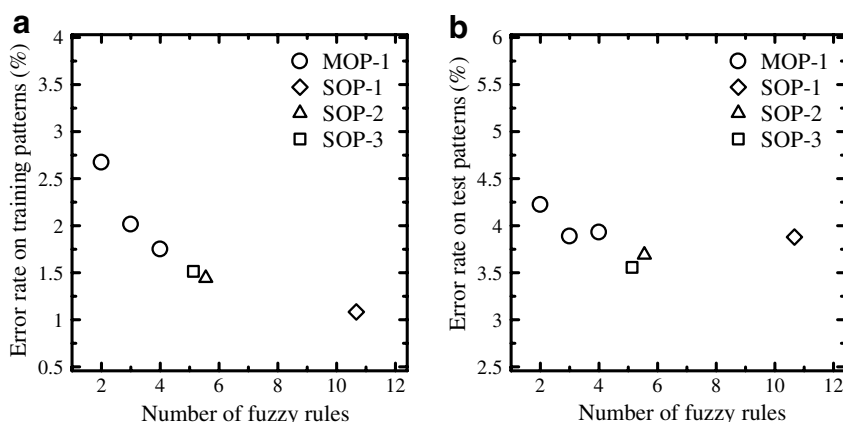 a
Error rate on training patterns (%)
4
3.5
3
2.5
2
1.5
1
0.5
2 4 6 8 10 12
Number of fuzzy rules
MOP-1
SOP-1
SOP-2
SOP-3
b
Error rate on test patterns (%)
6
5.5
5
4.5
4
3.5
3
2.5
2 4 6 8 10 12
Number of fuzzy rules
MOP-1
SOP-1
SOP-2
SOP-3